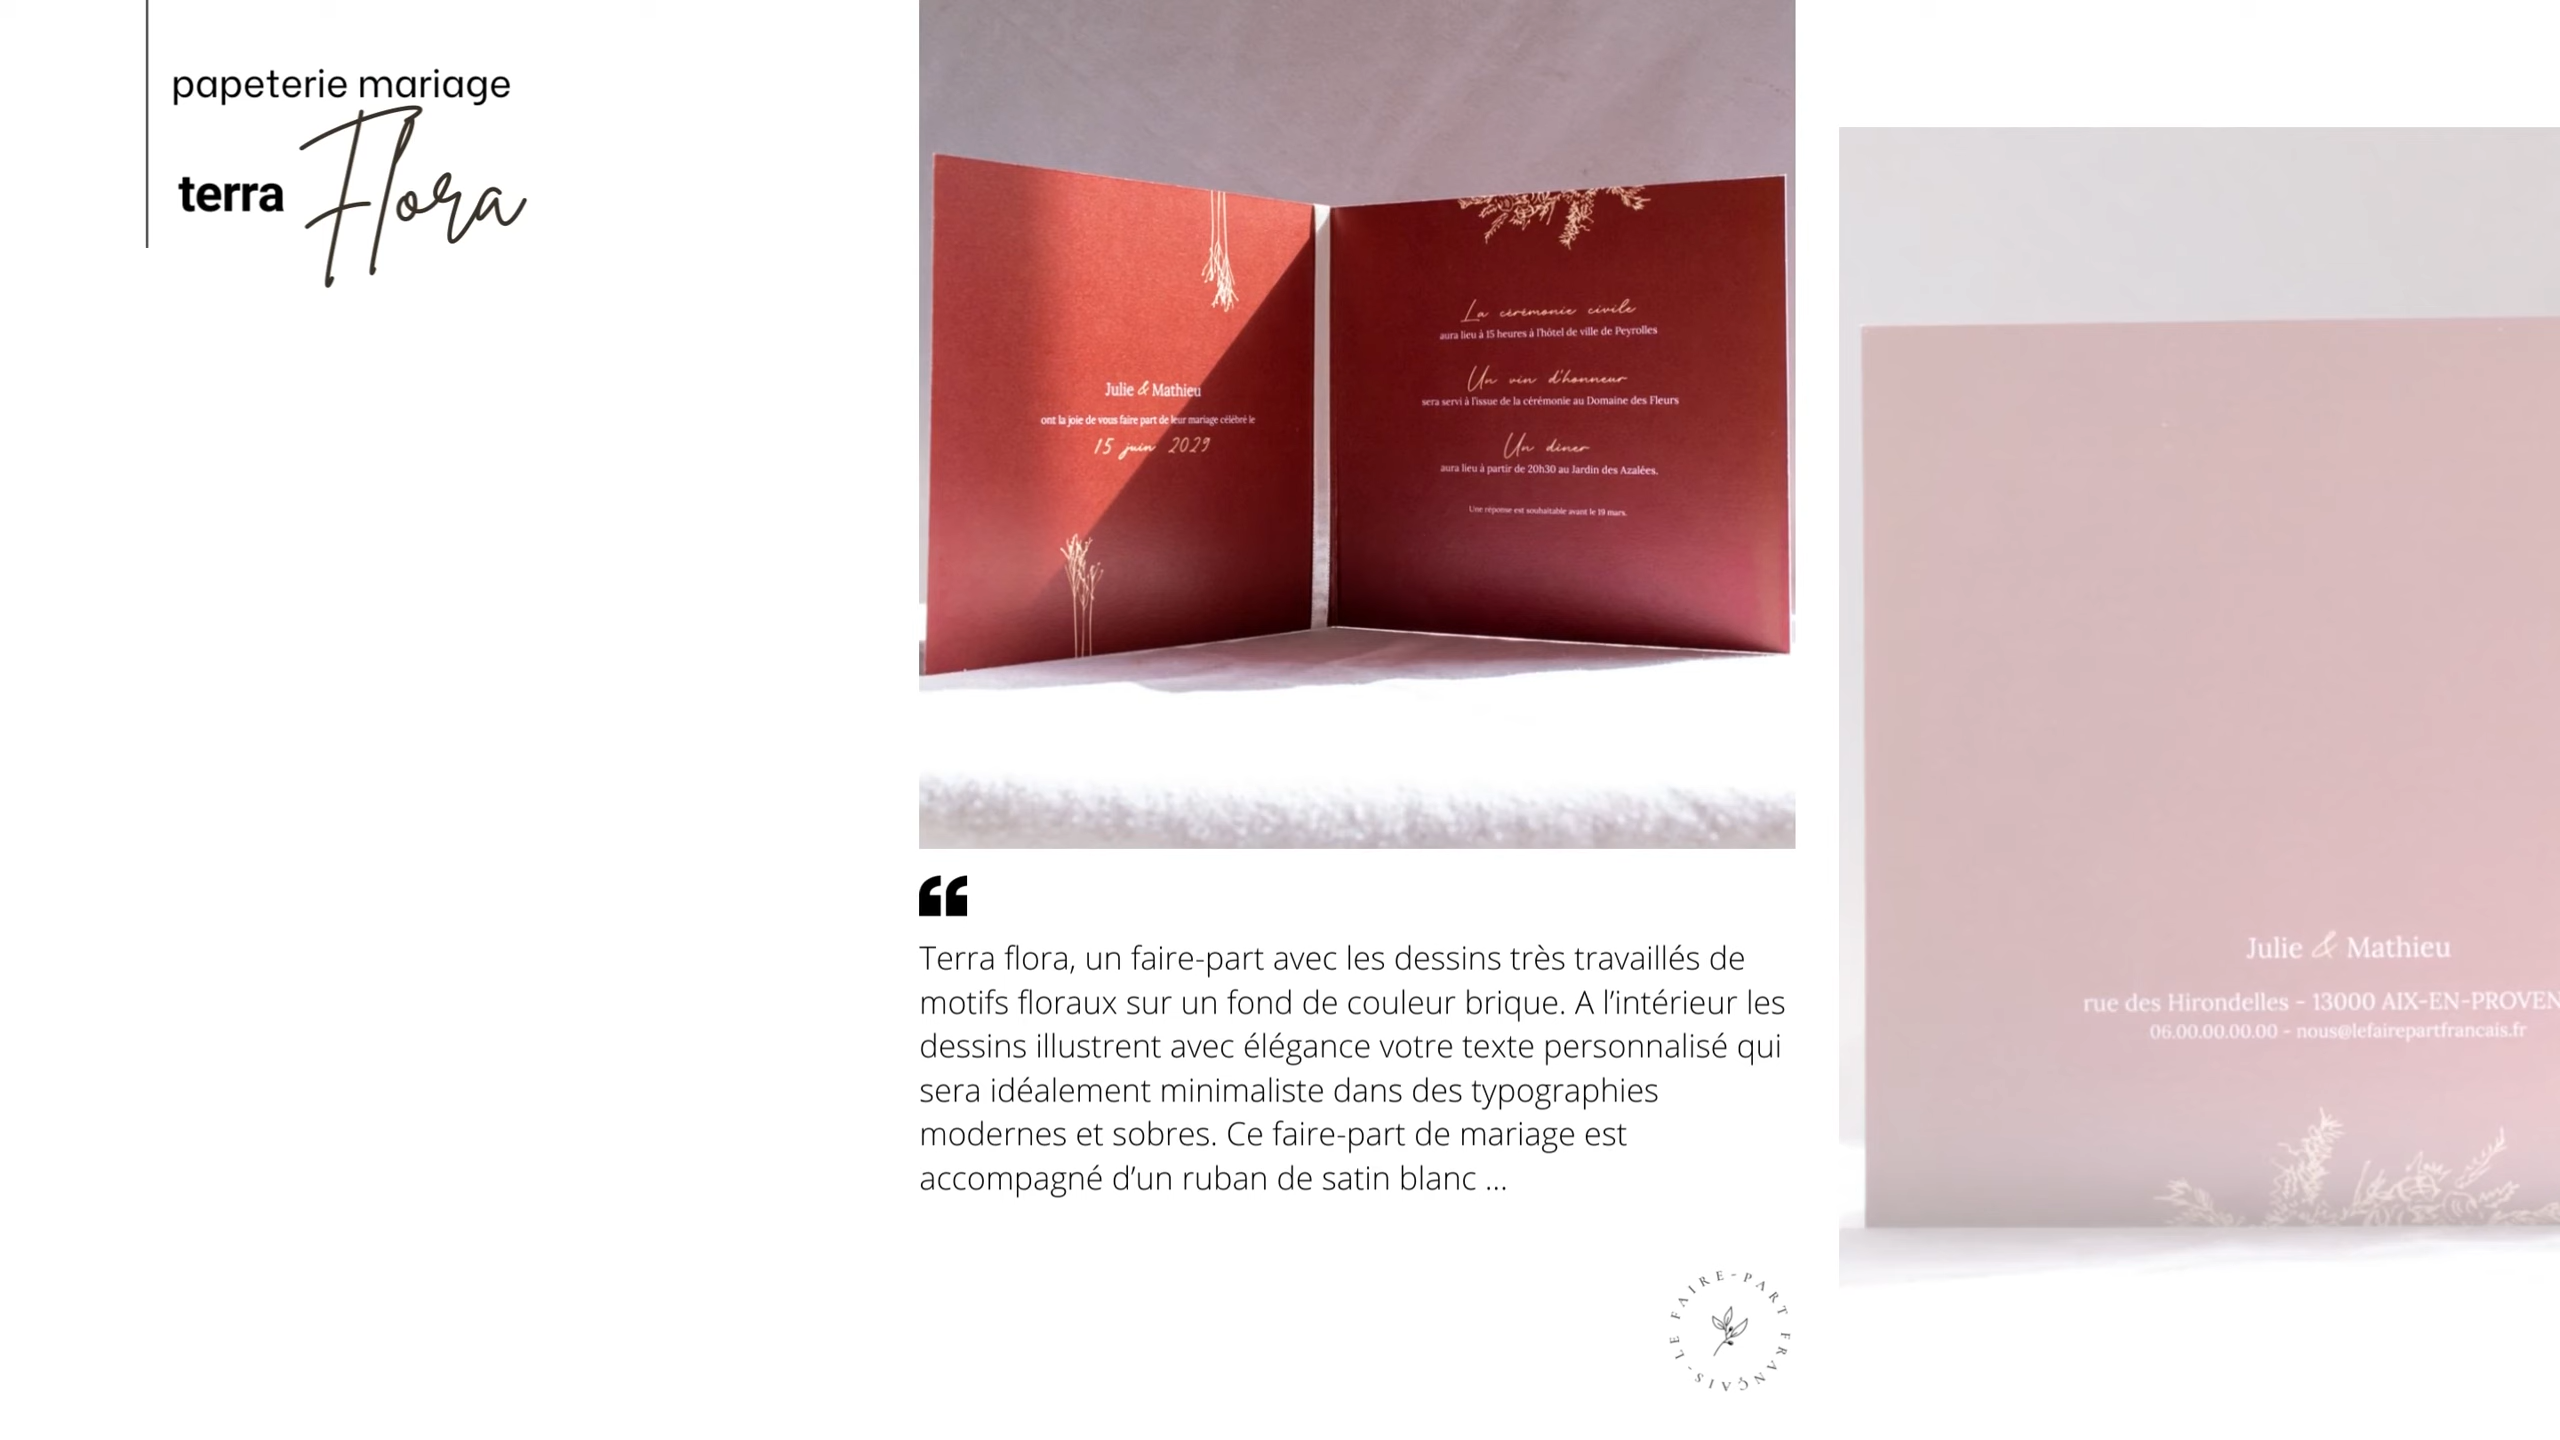 papeterie mariage
terra Flora
Julie & Mathieu
ont la joie de vous faire part de leur mariage célébré le
15 juin 2029
La cérémonie civile
aura lieu à 15 heures à l'hôtel de ville de Peyrolles
Un vin d'honneur
sera servi à l'issue de la cérémonie au Domaine des Fleurs
Un dîner
aura lieu à partir de 20h30 au Jardin des Azalées.
Une réponse est souhaitable avant le 19 mars.
Terra flora, un faire-part avec les dessins très travaillés de
motifs floraux sur un fond de couleur brique. A l’intérieur les
dessins illustrent avec élégance votre texte personnalisé qui
sera idéalement minimaliste dans des typographies
modernes et sobres. Ce faire-part de mariage est
accompagné d’un ruban de satin blanc ...
Julie & Mathieu
rue des Hirondelles - 13000 AIX-EN-PROVEN
06.00.00.00.00 - nous@lefairepartfrancais.fr
LE FAIRE-PART FRANÇAIS